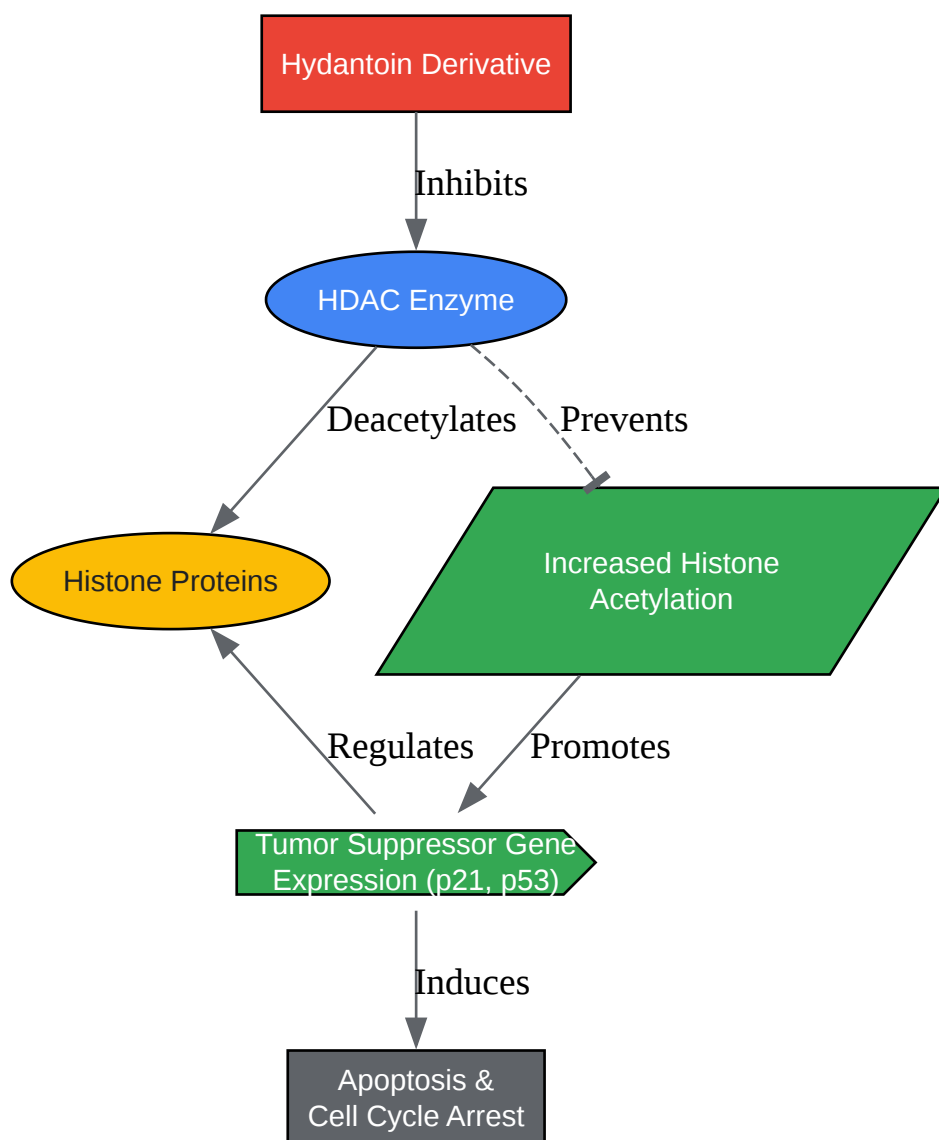 Hydantoin Derivative
Inhibits
HDAC Enzyme
Deacetylates
Prevents
Increased Histone
Acetylation
Histone Proteins
Regulates
Promotes
Tumor Suppressor Gene
Expression (p21, p53)
Induces
Apoptosis &
Cell Cycle Arrest